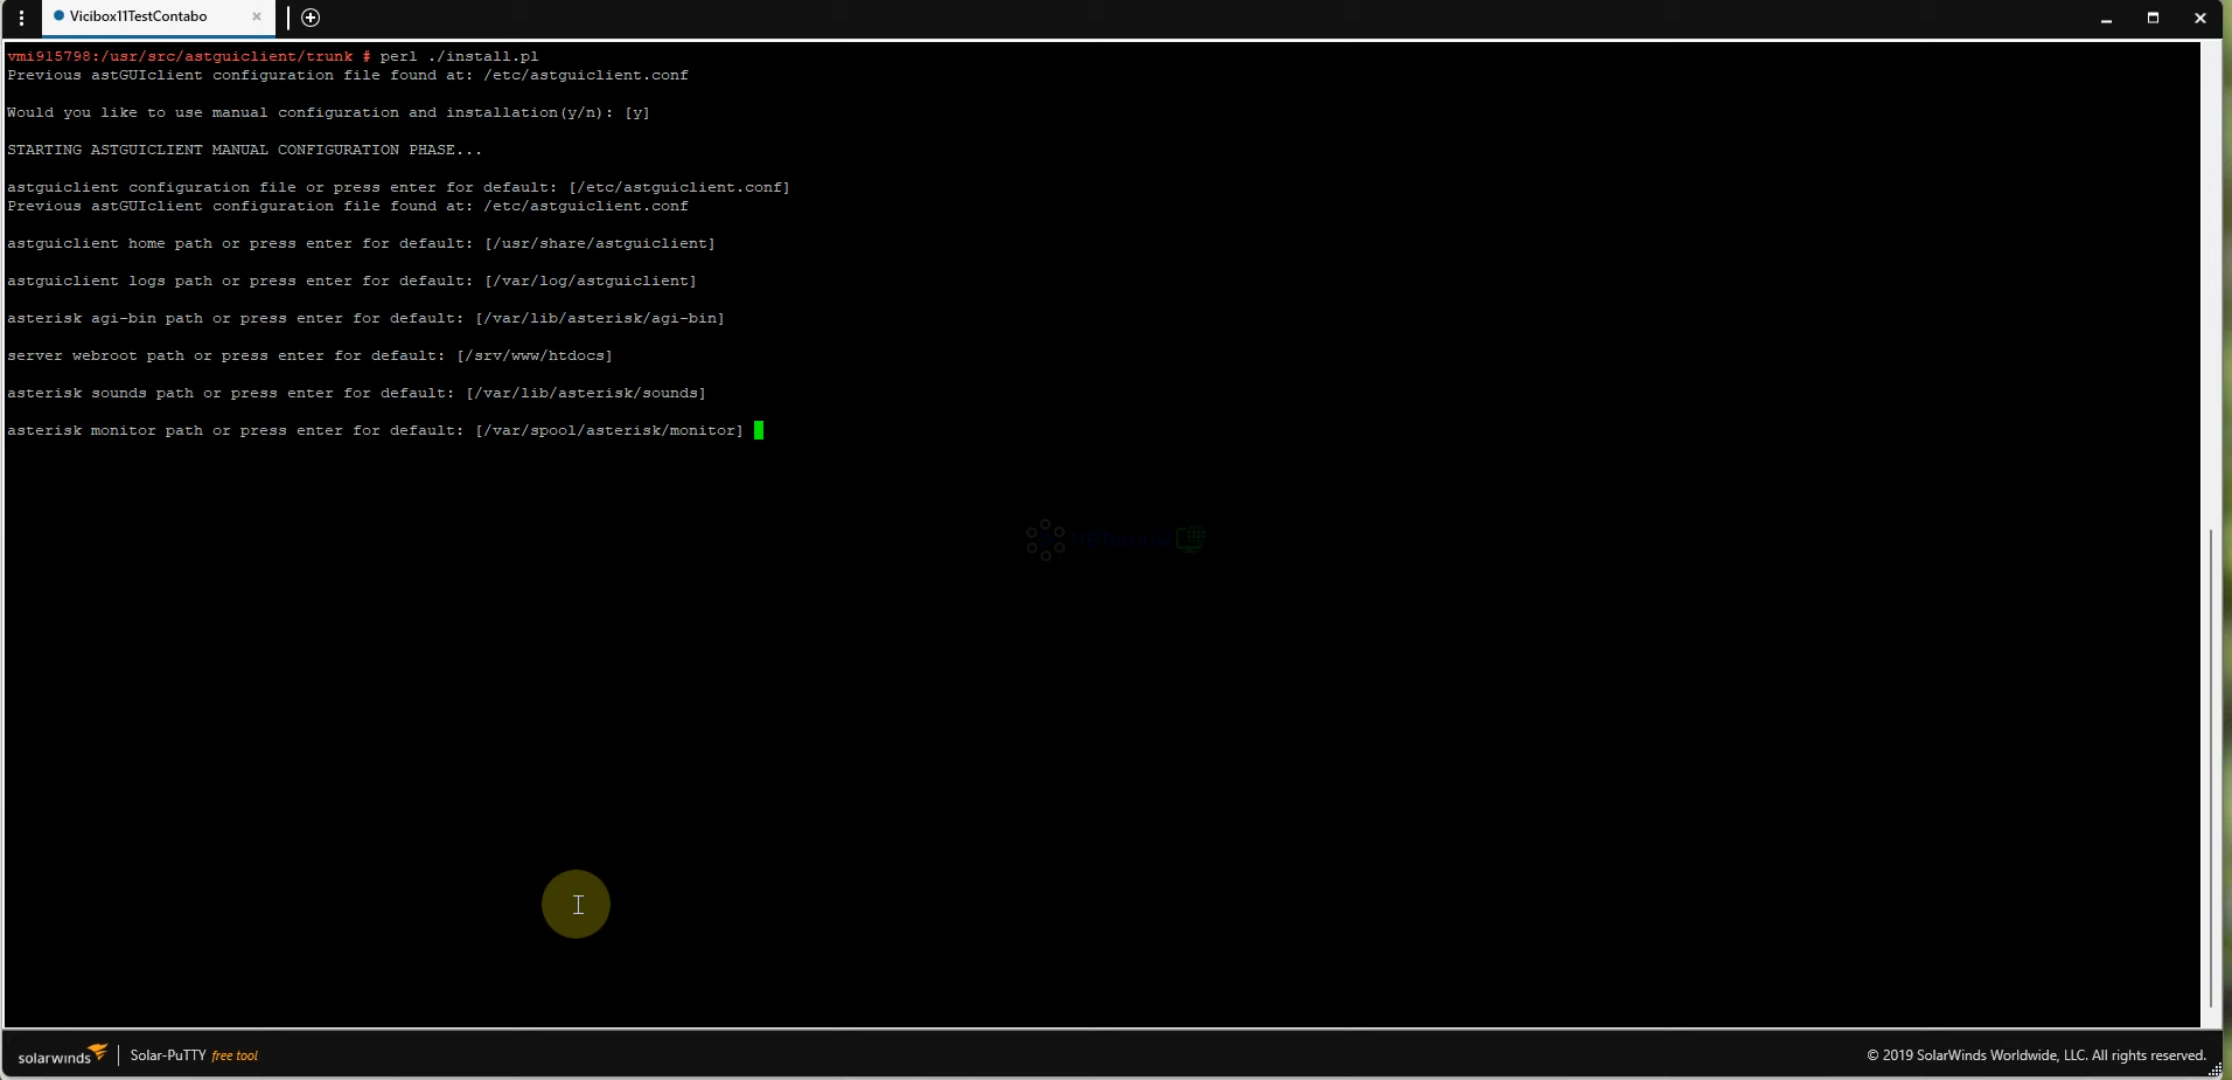 Vicibox11TestContabo
vmi915798:/usr/src/astguiclient/trunk # perl ./install.pl
Previous astGUIclient configuration file found at: /etc/astguiclient.conf
Would you like to use manual configuration and installation(y/n): [y]
STARTING ASTGUICLIENT MANUAL CONFIGURATION PHASE...
astguiclient configuration file or press enter for default: [/etc/astguiclient.conf]
Previous astGUIclient configuration file found at: /etc/astguiclient.conf
astguiclient home path or press enter for default: [/usr/share/astguiclient]
astguiclient logs path or press enter for default: [/var/log/astguiclient]
asterisk agi-bin path or press enter for default: [/var/lib/asterisk/agi-bin]
server webroot path or press enter for default: [/srv/www/htdocs]
asterisk sounds path or press enter for default: [/var/lib/asterisk/sounds]
asterisk monitor path or press enter for default: [/var/spool/asterisk/monitor]
solarwinds | Solar-PuTTY free tool
© 2019 SolarWinds Worldwide, LLC. All rights reserved.